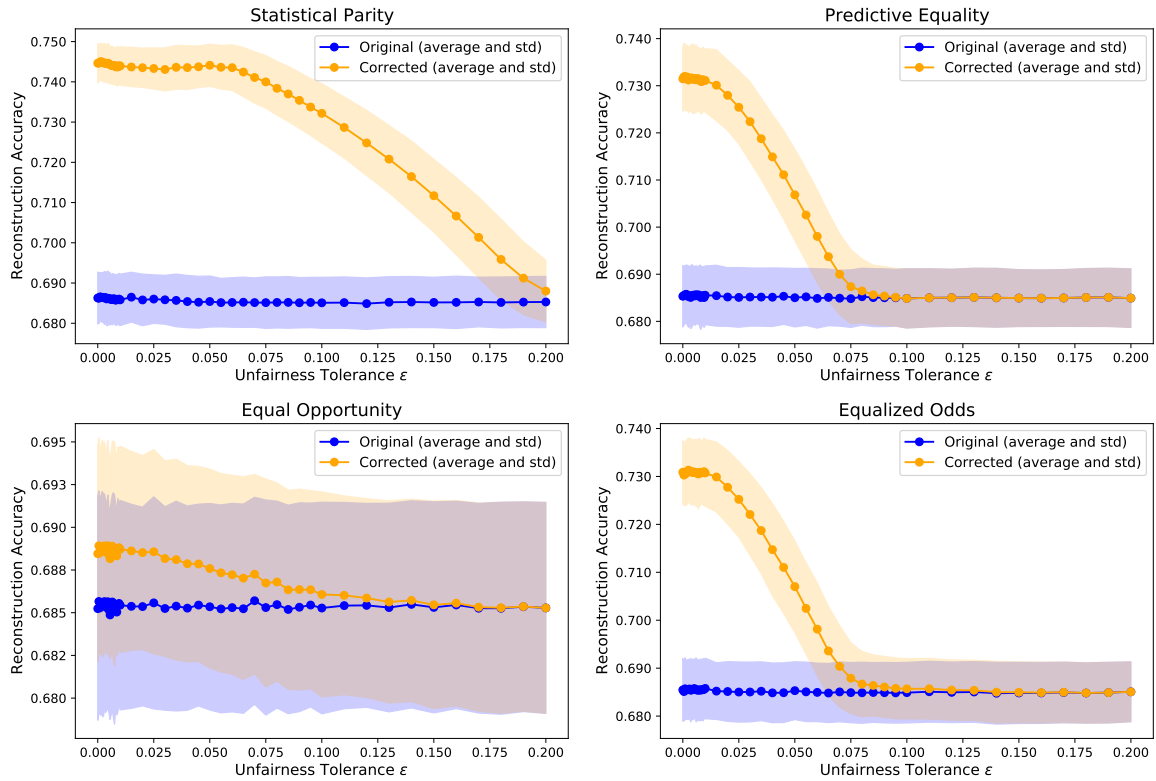 Statistical Parity
Reconstruction Accuracy
0.750
0.740
0.730
0.720
0.710
0.700
0.690
0.680
Original (average and std)
Corrected (average and std)
0.000 0.025 0.050 0.075 0.100 0.125 0.150 0.175 0.200
Unfairness Tolerance ε
Predictive Equality
Reconstruction Accuracy
0.740
0.730
0.720
0.710
0.700
0.690
0.680
Original (average and std)
Corrected (average and std)
0.000 0.025 0.050 0.075 0.100 0.125 0.150 0.175 0.200
Unfairness Tolerance ε
Equal Opportunity
Reconstruction Accuracy
0.695
0.693
0.690
0.688
0.685
0.682
0.680
Original (average and std)
Corrected (average and std)
0.000 0.025 0.050 0.075 0.100 0.125 0.150 0.175 0.200
Unfairness Tolerance ε
Equalized Odds
Reconstruction Accuracy
0.740
0.730
0.720
0.710
0.700
0.690
0.680
Original (average and std)
Corrected (average and std)
0.000 0.025 0.050 0.075 0.100 0.125 0.150 0.175 0.200
Unfairness Tolerance ε